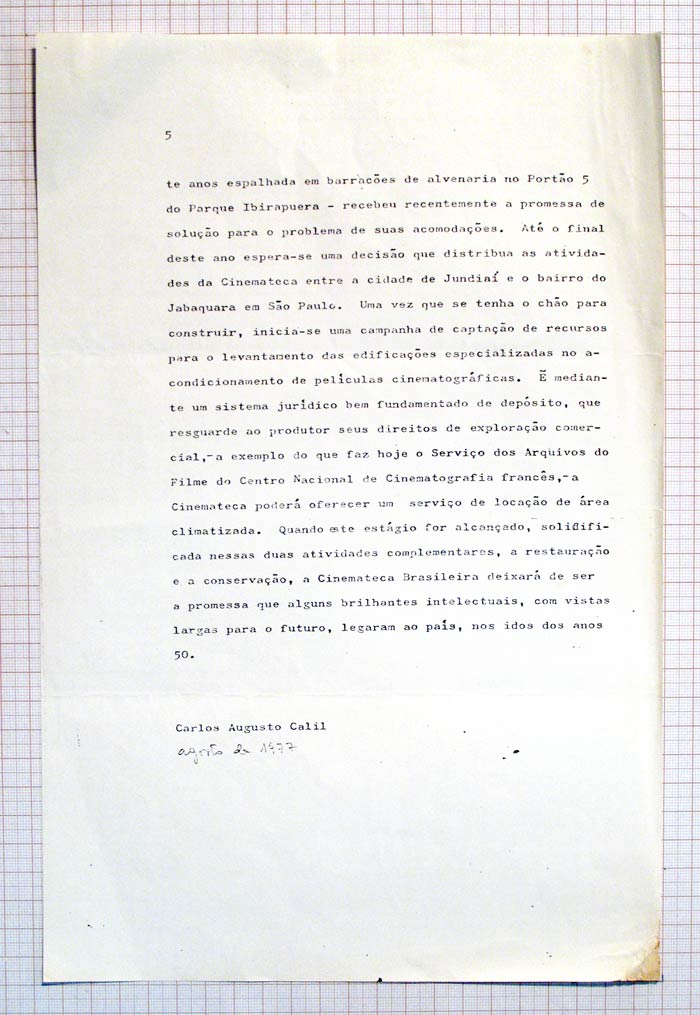 5
te anos espalhada em barracões de alvenaria no Portão 5
do Parque Ibirapuera - recebeu recentemente a promessa de
solução para o problema de suas acomodações. Até o final
deste ano espera-se uma decisão que distribua as ativida-
des da Cinemateca entre a cidade de Jundiaí e o bairro do
Jabaquara em São Paulo. Uma vez que se tenha o chão para
construir, inicia-se uma campanha de captação de recursos
para o levantamento das edificações especializadas no a-
condicionamento de películas cinematográficas. É median-
te um sistema jurídico bem fundamentado de depósito, que
resguarde ao produtor seus direitos de exploração comer-
cial,-a exemplo do que faz hoje o Serviço dos Arquivos do
Filme do Centro Nacional de Cinematografia francês,-a
Cinemateca poderá oferecer um serviço de locação de área
climatizada. Quando este estágio for alcançado, solidifi-
cada nessas duas atividades complementares, a restauração
e a conservação, a Cinemateca Brasileira deixará de ser
a promessa que alguns brilhantes intelectuais, com vistas
largas para o futuro, legaram ao país, nos idos dos anos
50.
Carlos Augusto Calil
agosto de 1977